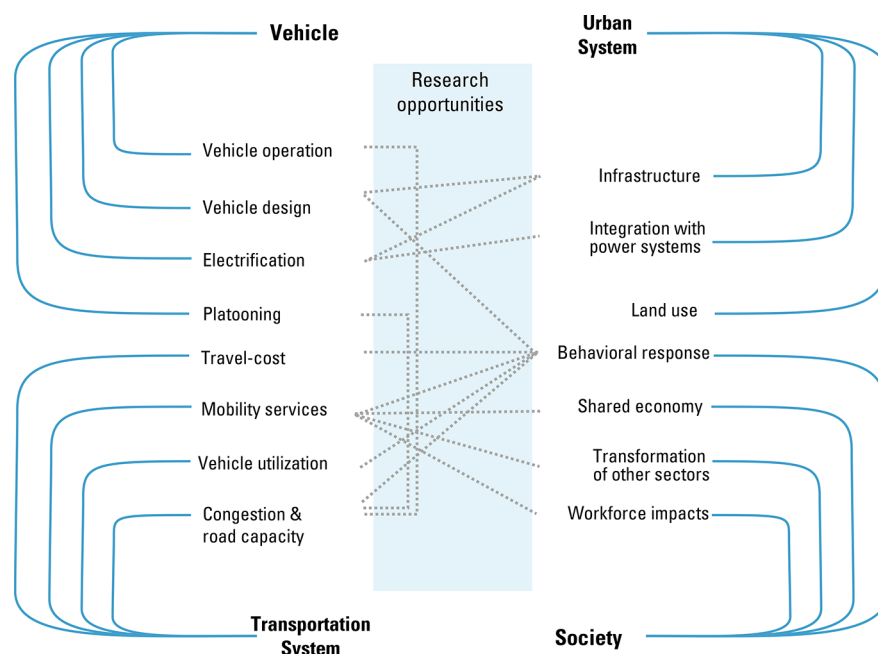 Vehicle
Urban
System
Research
opportunities
Vehicle operation
Vehicle design
Electrification
Platooning
Travel-cost
Mobility services
Vehicle utilization
Congestion &
road capacity
Infrastructure
Integration with
power systems
Land use
Behavioral response
Shared economy
Transformation
of other sectors
Workforce impacts
Transportation
System
Society